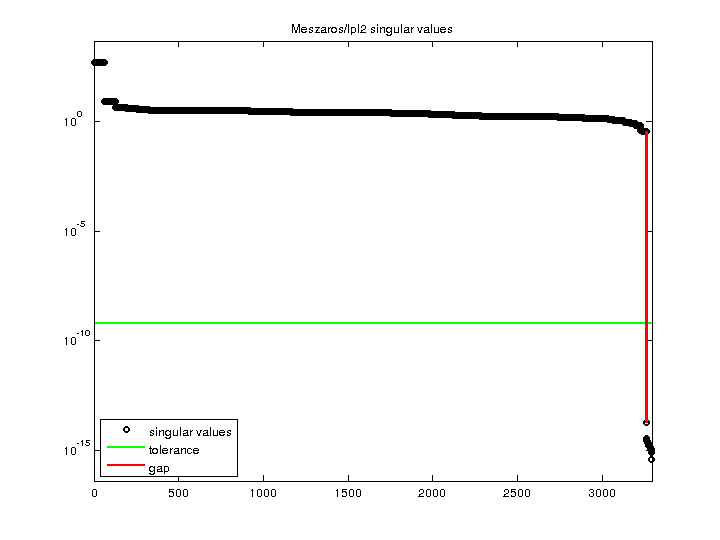 Meszaros/lpl2 singular values
10^0
10^-5
10^-10
10^-15
singular values
tolerance
gap
0 500 1000 1500 2000 2500 3000